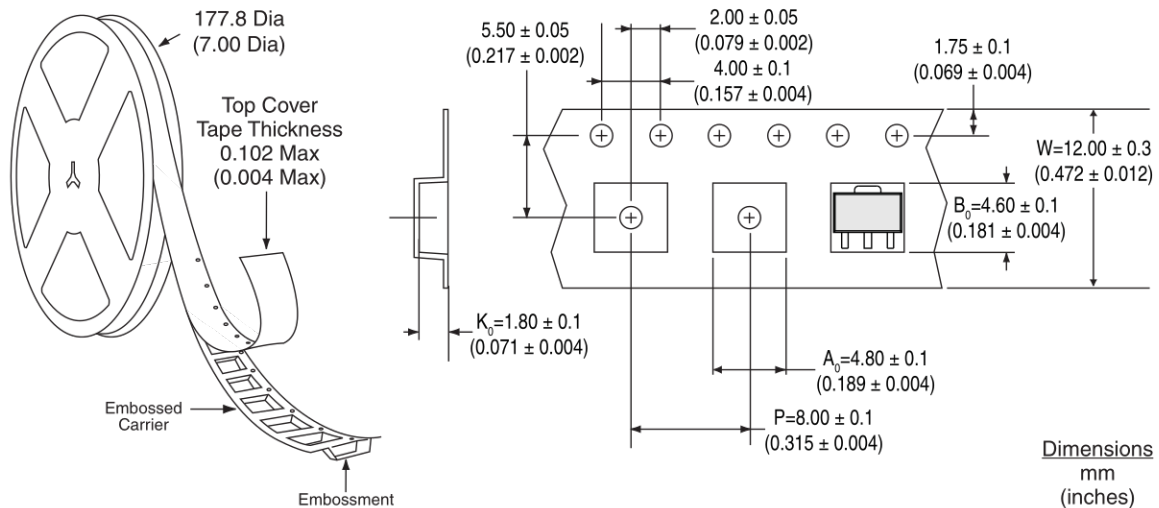 177.8 Dia
(7.00 Dia)
Top Cover
Tape Thickness
0.102 Max
(0.004 Max)
Embossed
Carrier
Embossment
5.50 ± 0.05
(0.217 ± 0.002)
2.00 ± 0.05
(0.079 ± 0.002)
4.00 ± 0.1
(0.157 ± 0.004)
1.75 ± 0.1
(0.069 ± 0.004)
W=12.00 ± 0.3
(0.472 ± 0.012)
B₀=4.60 ± 0.1
(0.181 ± 0.004)
K₀=1.80 ± 0.1
(0.071 ± 0.004)
A₀=4.80 ± 0.1
(0.189 ± 0.004)
P=8.00 ± 0.1
(0.315 ± 0.004)
Dimensions
mm
(inches)